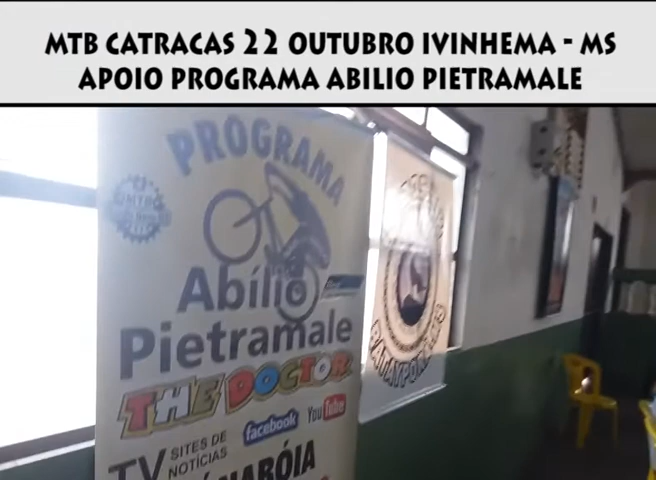 MTB CATRACAS 22 OUTUBRO IVINHEMA - MS
APOIO PROGRAMA ABILIO PIETRAMALE
PROGRAMA
MTB
Abílio
Pietramale
THE DOCTOR
facebook
YouTube
TV
SITES DE
NOTÍCIAS